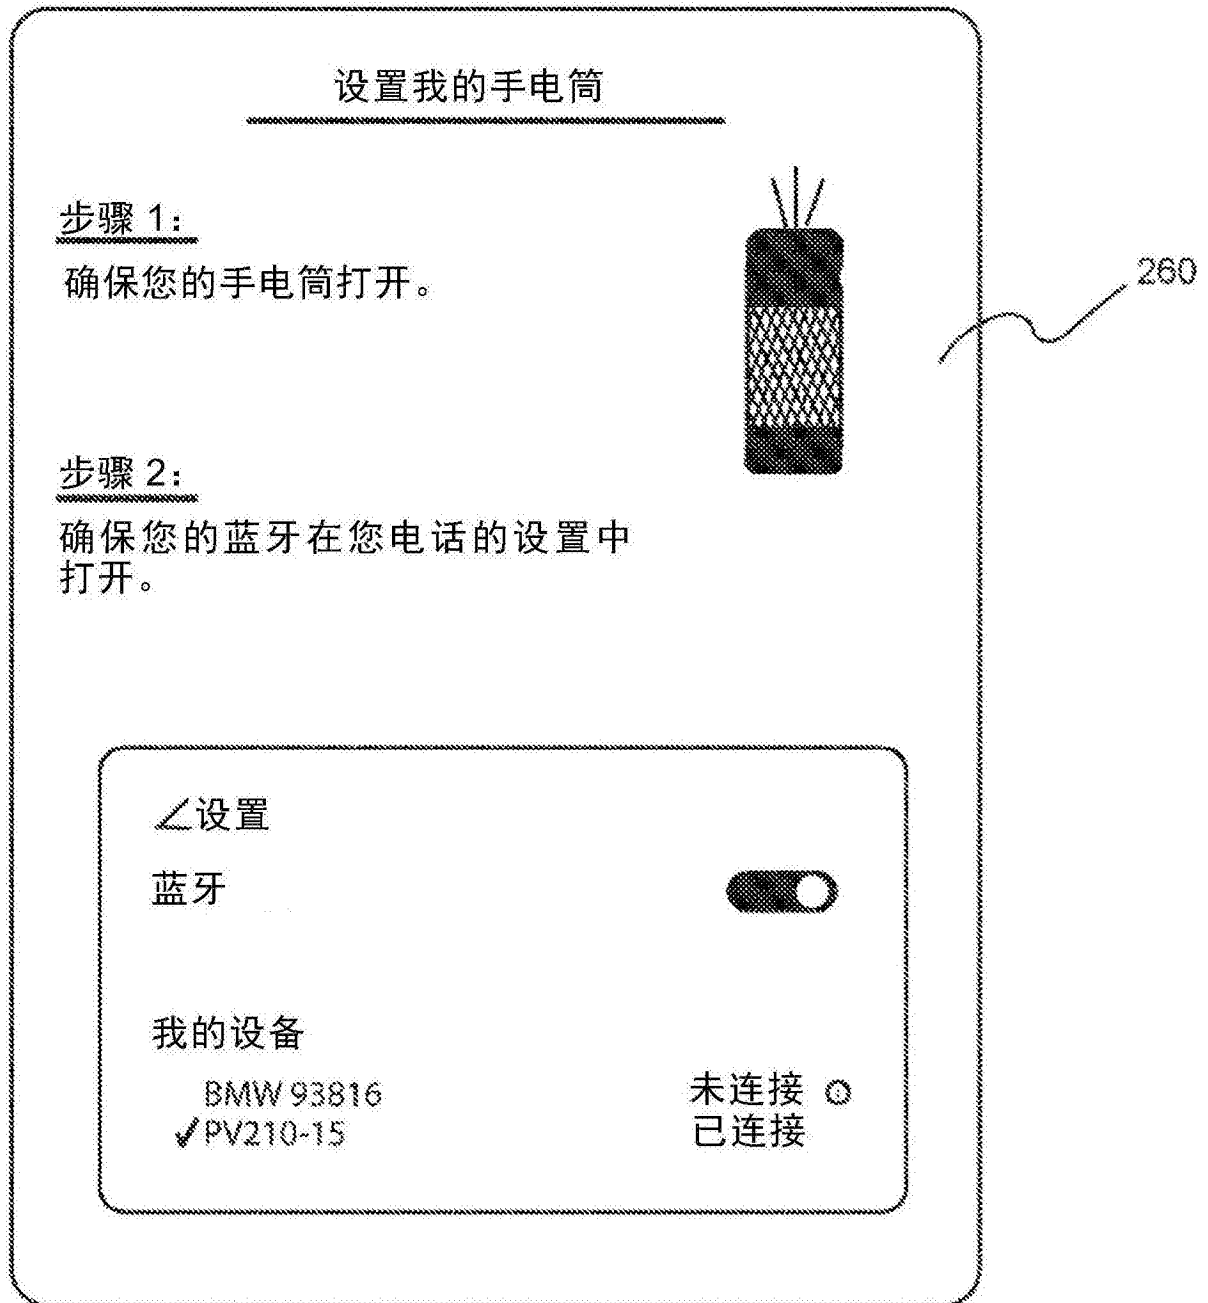 设置我的手电筒
步骤 1：
确保您的手电筒打开。
260
步骤 2：
确保您的蓝牙在您电话的设置中
打开。
∠设置
蓝牙
我的设备
BMW 93816 未连接 ⓘ
✓PV210-15 已连接